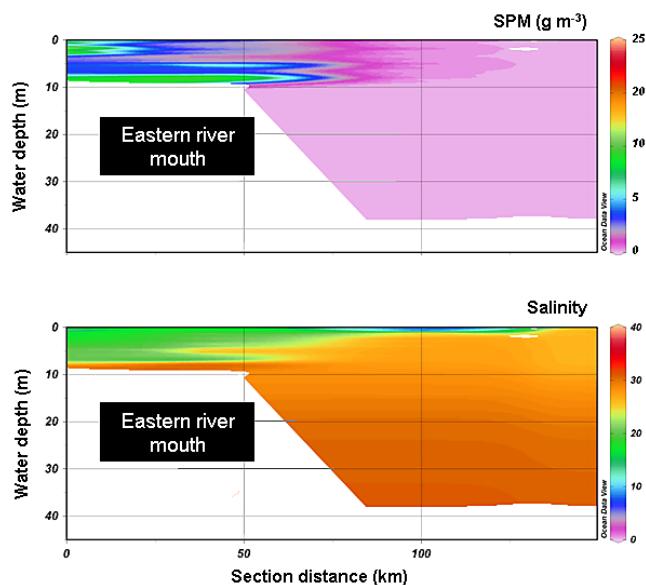 SPM (g m⁻³)
0
10
20
30
40
Water depth (m)
Eastern river
mouth
25
20
10
5
0
Ocean Data View
Salinity
0
10
20
30
40
Water depth (m)
Eastern river
mouth
40
30
20
10
0
Ocean Data View
0
50
100
Section distance (km)